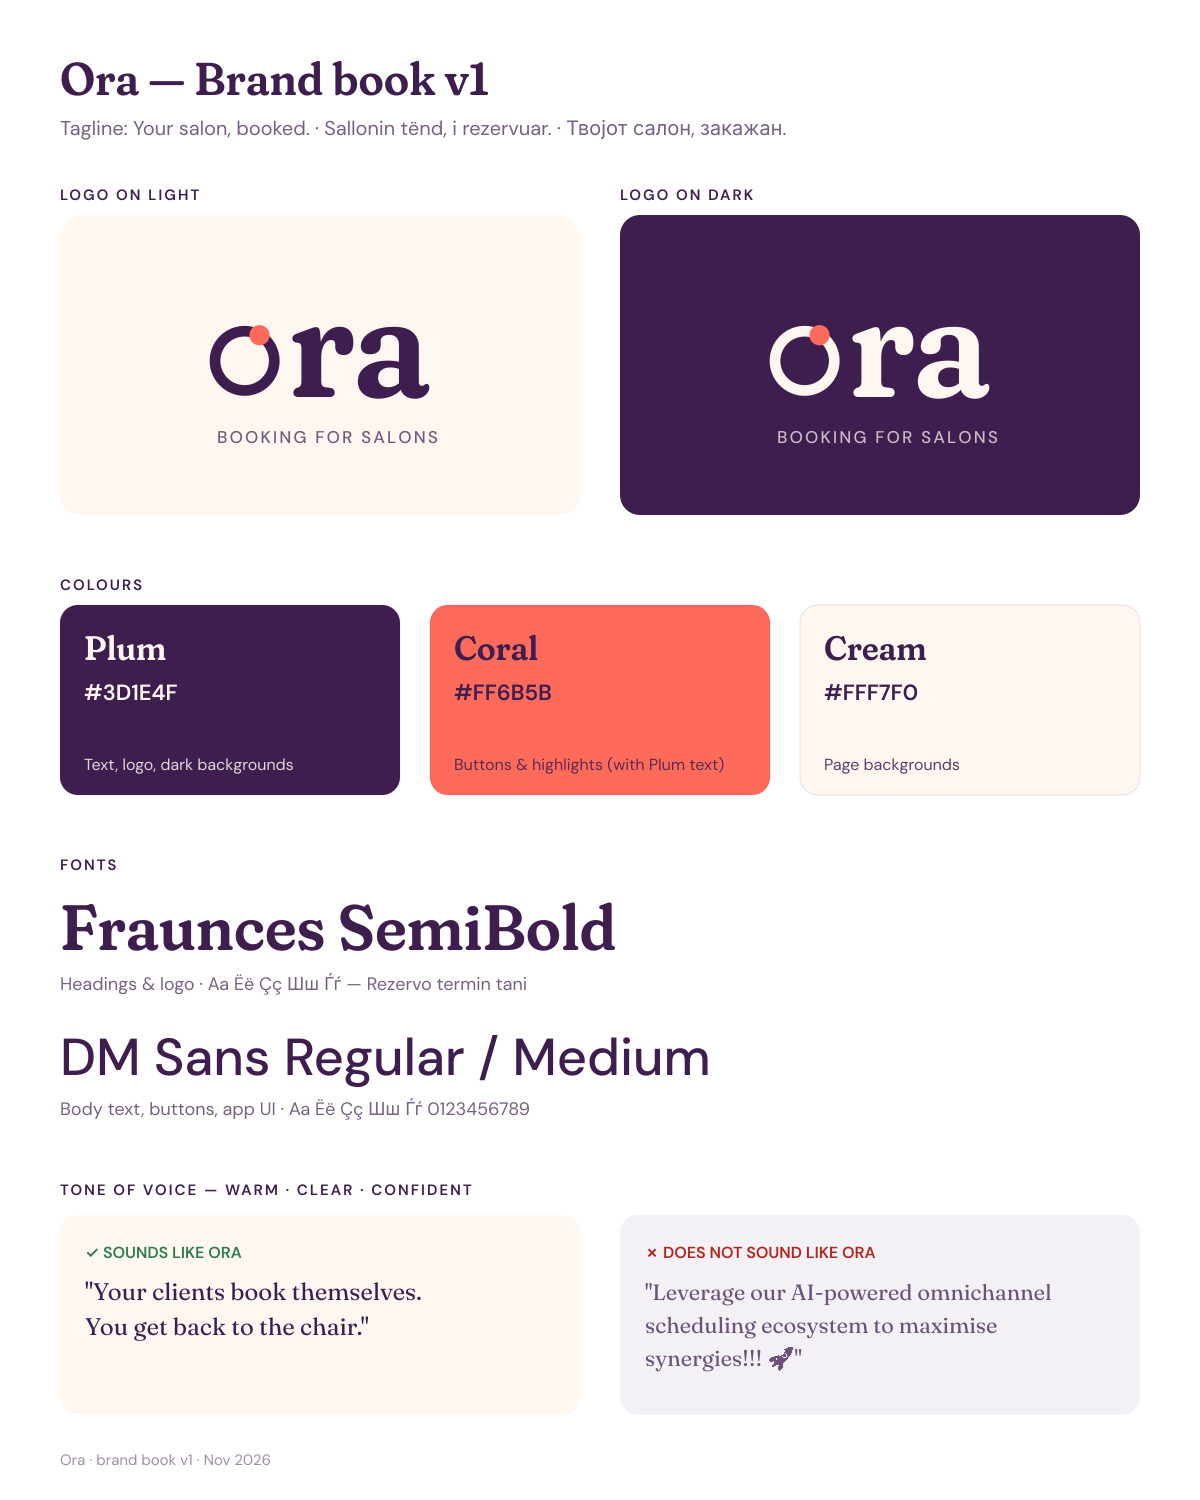 Ora — Brand book v1
Tagline: Your salon, booked. · Salloni​n tënd, i rezervuar. · Твојот салон, закажан.
LOGO ON LIGHT
LOGO ON DARK
ora
BOOKING FOR SALONS
ora
BOOKING FOR SALONS
COLOURS
Plum
#3D1E4F
Text, logo, dark backgrounds
Coral
#FF6B5B
Buttons & highlights (with Plum text)
Cream
#FFF7F0
Page backgrounds
FONTS
Fraunces SemiBold
Headings & logo · Aa Ëë Çç Шш Ѓѓ — Rezervo termin tani
DM Sans Regular / Medium
Body text, buttons, app UI · Aa Ëë Çç Шш Ѓѓ 0123456789
TONE OF VOICE — WARM · CLEAR · CONFIDENT
✓ SOUNDS LIKE ORA
"Your clients book themselves.
You get back to the chair."
× DOES NOT SOUND LIKE ORA
"Leverage our AI-powered omnichannel
scheduling ecosystem to maximise
synergies!!! 🚀"
Ora · brand book v1 · Nov 2026